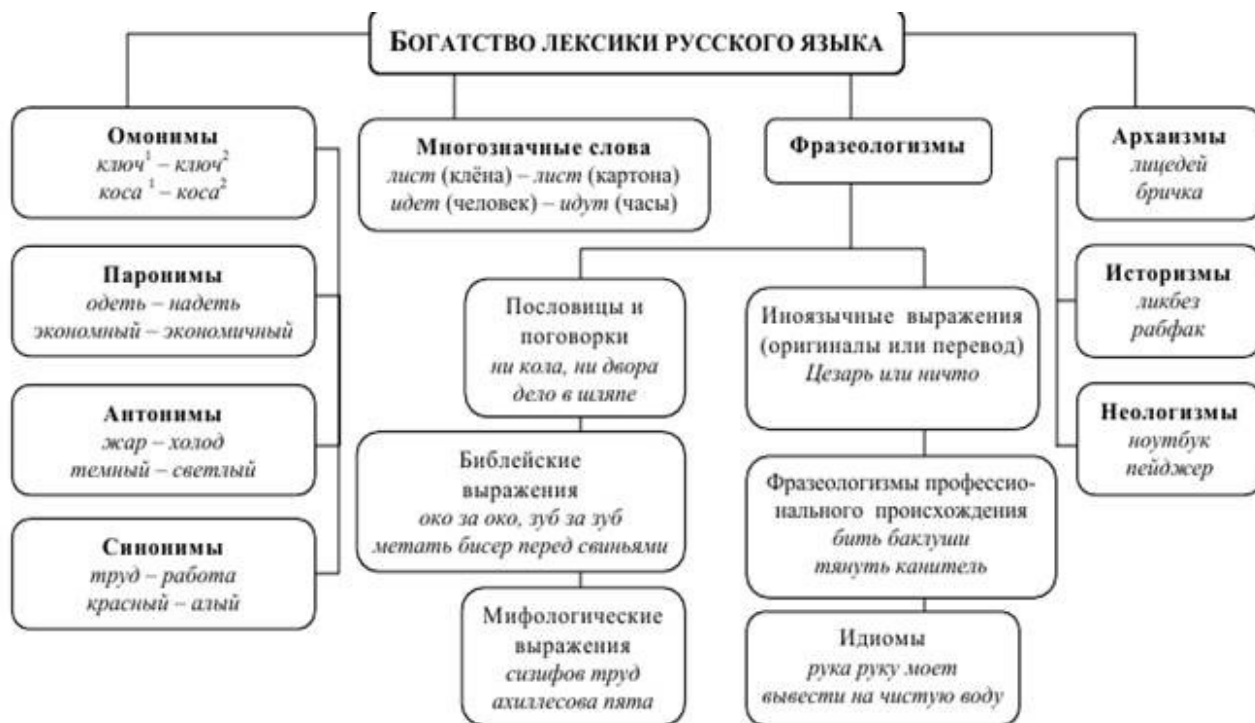 БОГАТСТВО ЛЕКСИКИ РУССКОГО ЯЗЫКА
Омонимы
ключ¹ – ключ²
коса ¹ – коса²
Паронимы
одеть – надеть
экономный – экономичный
Антонимы
жар – холод
темный – светлый
Синонимы
труд – работа
красный – алый
Многозначные слова
лист (клёна) – лист (картона)
идет (человек) – идут (часы)
Фразеологизмы
Пословицы и
поговорки
ни кола, ни двора
дело в шляпе
Библейские
выражения
око за око, зуб за зуб
метать бисер перед свиньями
Мифологические
выражения
сизифов труд
ахиллесова пята
Иноязычные выражения
(оригиналы или перевод)
Цезарь или ничто
Фразеологизмы профессио-
нального происхождения
бить баклуши
тянуть канитель
Идиомы
рука руку моет
вывести на чистую воду
Архаизмы
лицедей
бричка
Историзмы
ликбез
рабфак
Неологизмы
ноутбук
пейджер